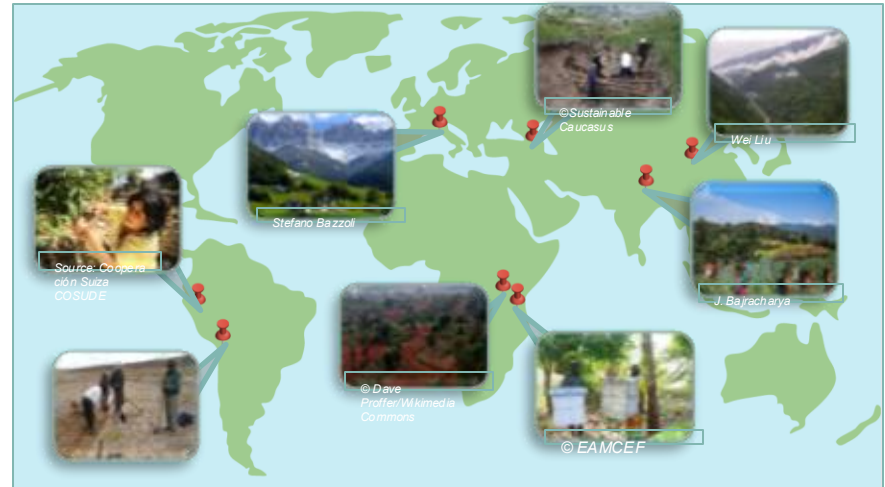 ©Sustainable
Caucasus
Wei Liu
Stefano Bazzoli
Source: Coopera
ción Suiza
COSUDE
J. Bajracharya
© Dave
Proffer/Wikimedia
Commons
© EAMCEF